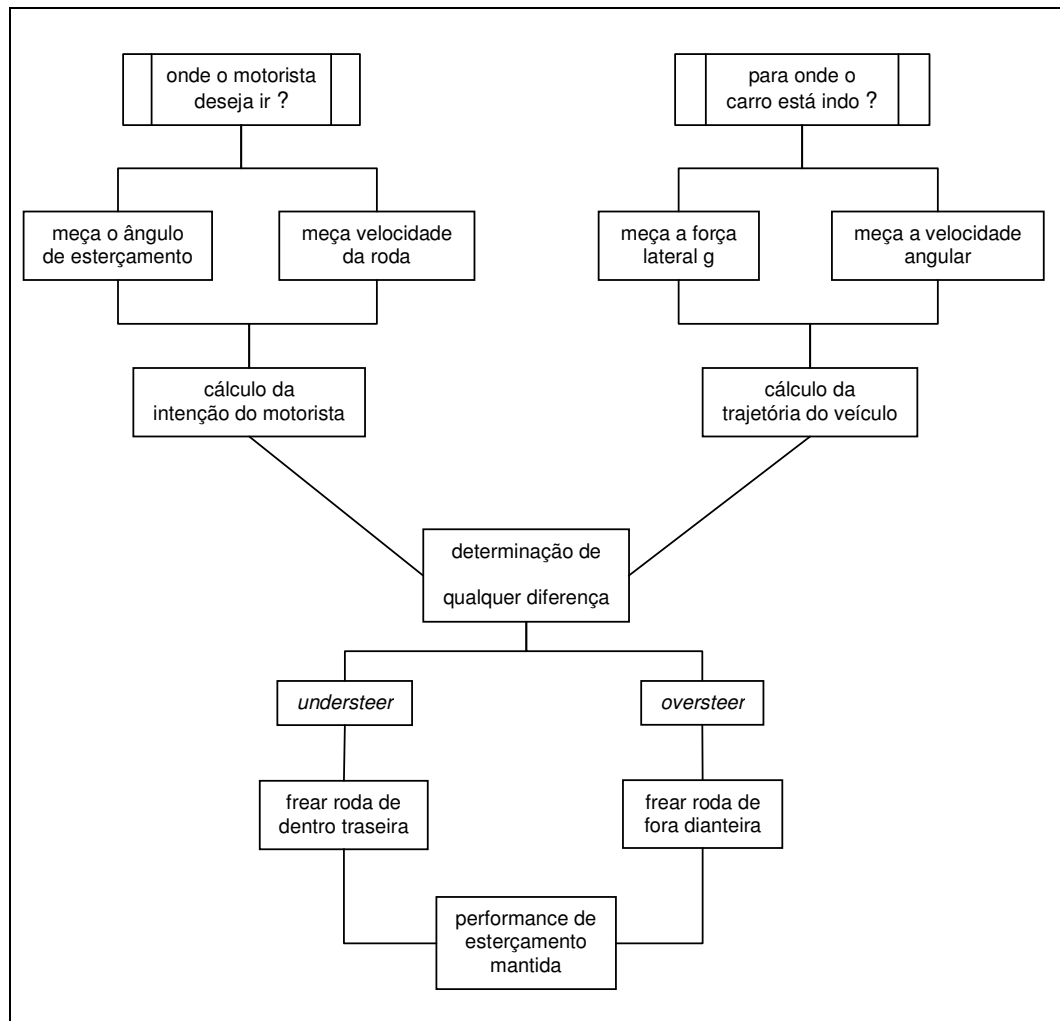 onde o motorista
deseja ir ?
para onde o
carro está indo ?
meça o ângulo
de esterçamento
meça velocidade
da roda
meça a força
lateral g
meça a velocidade
angular
cálculo da
intenção do motorista
cálculo da
trajetória do veículo
determinação de
qualquer diferença
understeer
oversteer
frear roda de
dentro traseira
frear roda de
fora dianteira
performance de
esterçamento
mantida